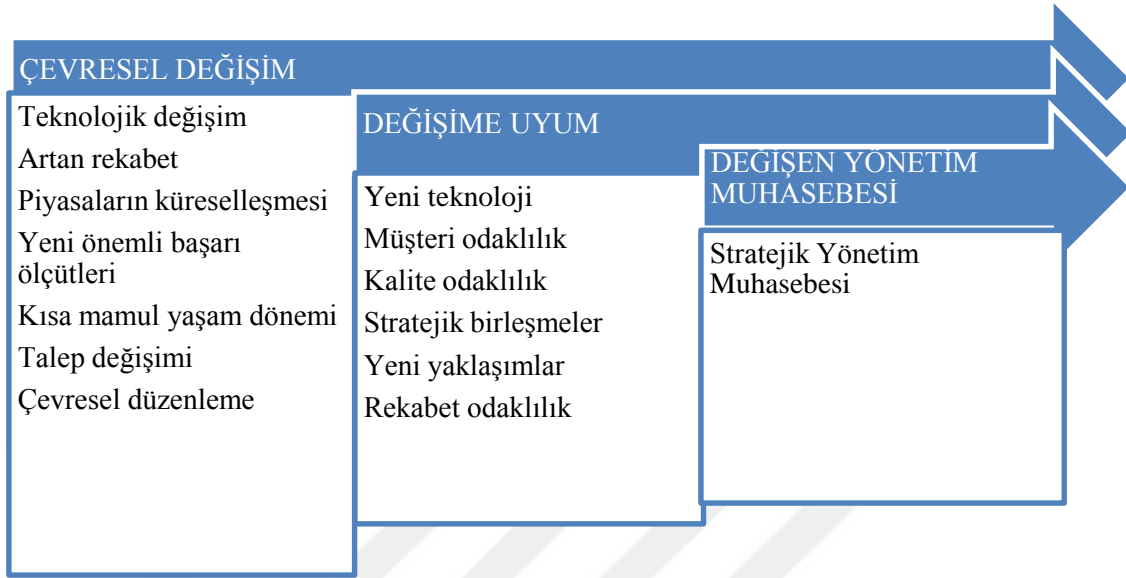 ÇEVRESEL DEĞİŞİM
Teknolojik değişim
Artan rekabet
Piyasaların küreselleşmesi
Yeni önemli başarı
ölçütleri
Kısa mamul yaşam dönemi
Talep değişimi
Çevresel düzenleme
DEĞİŞİME UYUM
Yeni teknoloji
Müşteri odaklılık
Kalite odaklılık
Stratejik birleşmeler
Yeni yaklaşımlar
Rekabet odaklılık
DEĞİŞEN YÖNETİM
MUHASEBESİ
Stratejik Yönetim
Muhasebesi